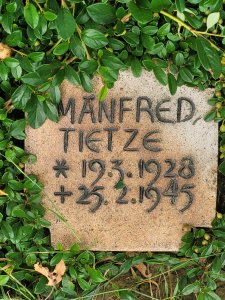 MANFRED
TIETZE
* 19.3.1928
+ 25.2.1945